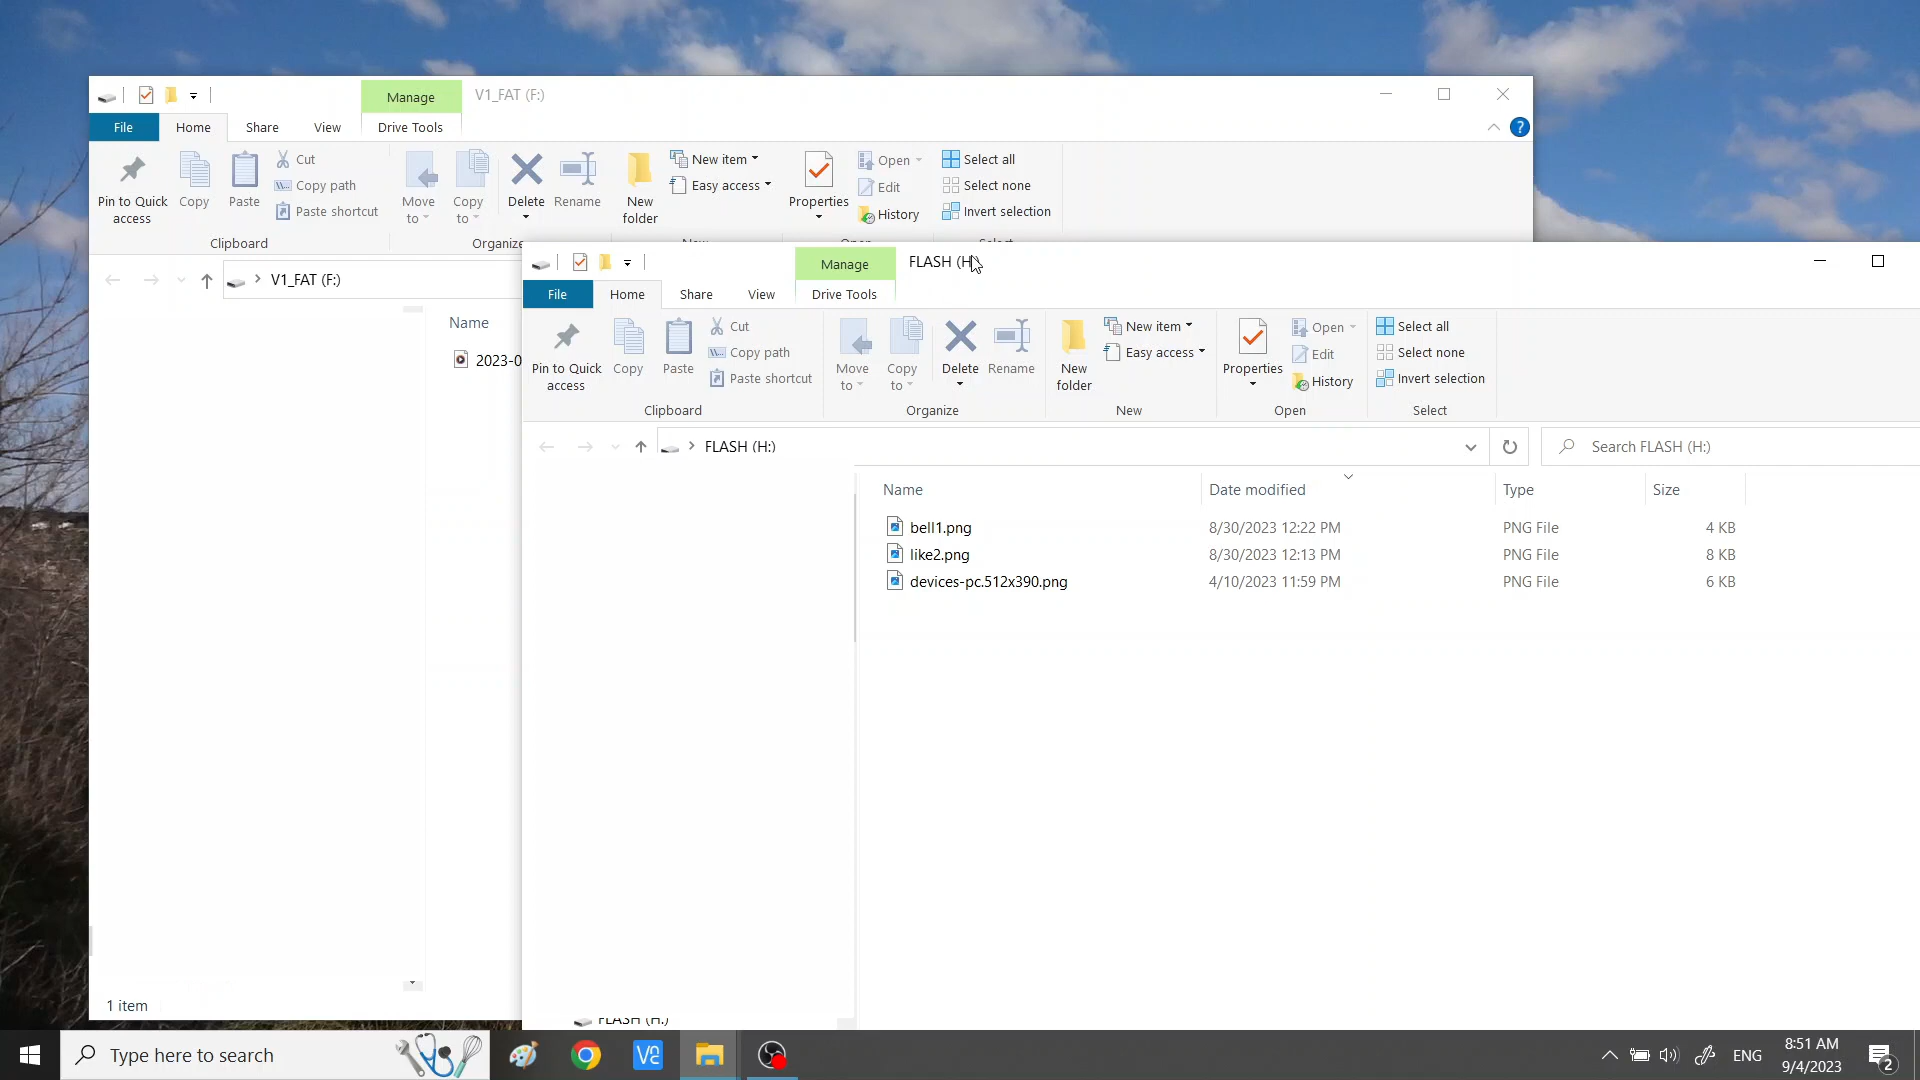 Manage
V1_FAT (F:)
File
Home
Share
View
Drive Tools
Pin to Quick access
Copy
Paste
Cut
Copy path
Paste shortcut
Move to
Copy to
Delete
Rename
New folder
New item
Easy access
Properties
Open
Edit
History
Select all
Select none
Invert selection
Clipboard
Organize
V1_FAT (F:)
Name
2023-0
1 item
Manage
FLASH (H:)
File
Home
Share
View
Drive Tools
Pin to Quick access
Copy
Paste
Cut
Copy path
Paste shortcut
Move to
Copy to
Delete
Rename
New folder
New item
Easy access
Properties
Open
Edit
History
Select all
Select none
Invert selection
Clipboard
Organize
New
Open
Select
FLASH (H:)
Search FLASH (H:)
Name
Date modified
Type
Size
bell1.png 8/30/2023 12:22 PM PNG File 4 KB
like2.png 8/30/2023 12:13 PM PNG File 8 KB
devices-pc.512x390.png 4/10/2023 11:59 PM PNG File 6 KB
FLASH (H:)
Type here to search
ENG
8:51 AM
9/4/2023
2